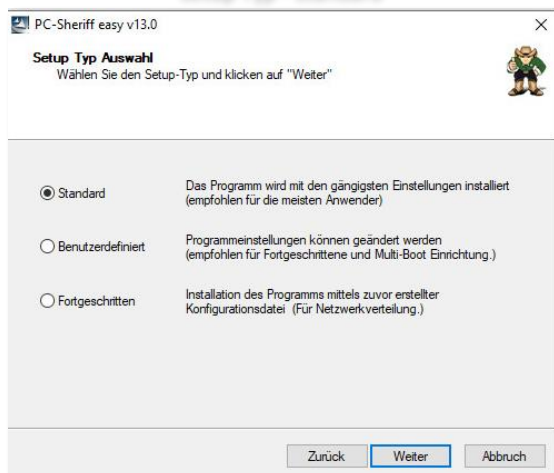 PC-Sheriff easy v13.0
Setup Typ Auswahl
Wählen Sie den Setup-Typ und klicken auf "Weiter"
Standard
Das Programm wird mit den gängigsten Einstellungen installiert
(empfohlen für die meisten Anwender)
Benutzerdefiniert
Programmeinstellungen können geändert werden
(empfohlen für Fortgeschrittene und Multi-Boot Einrichtung.)
Fortgeschritten
Installation des Programms mittels zuvor erstellter
Konfigurationsdatei (Für Netzwerkverteilung.)
Zurück
Weiter
Abbruch